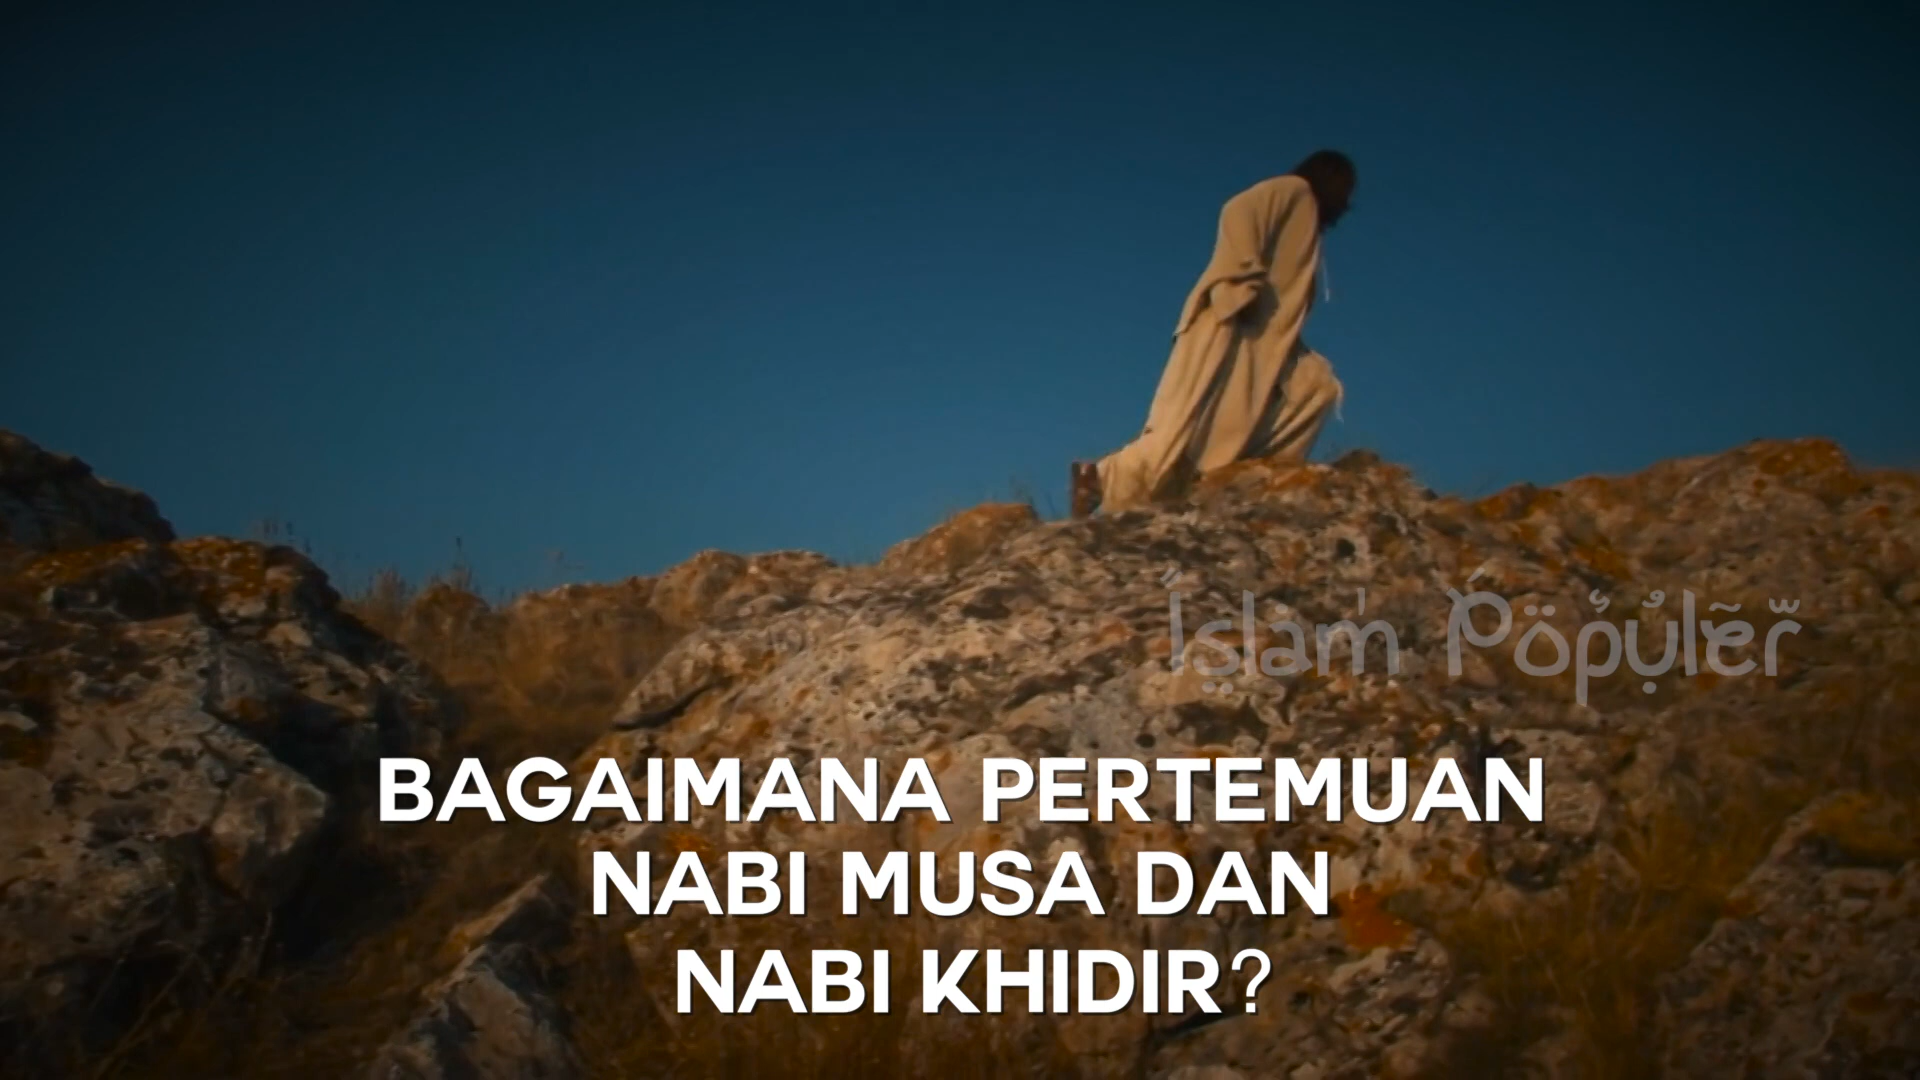 Islam Populer
BAGAIMANA PERTEMUAN
NABI MUSA DAN
NABI KHIDIR?